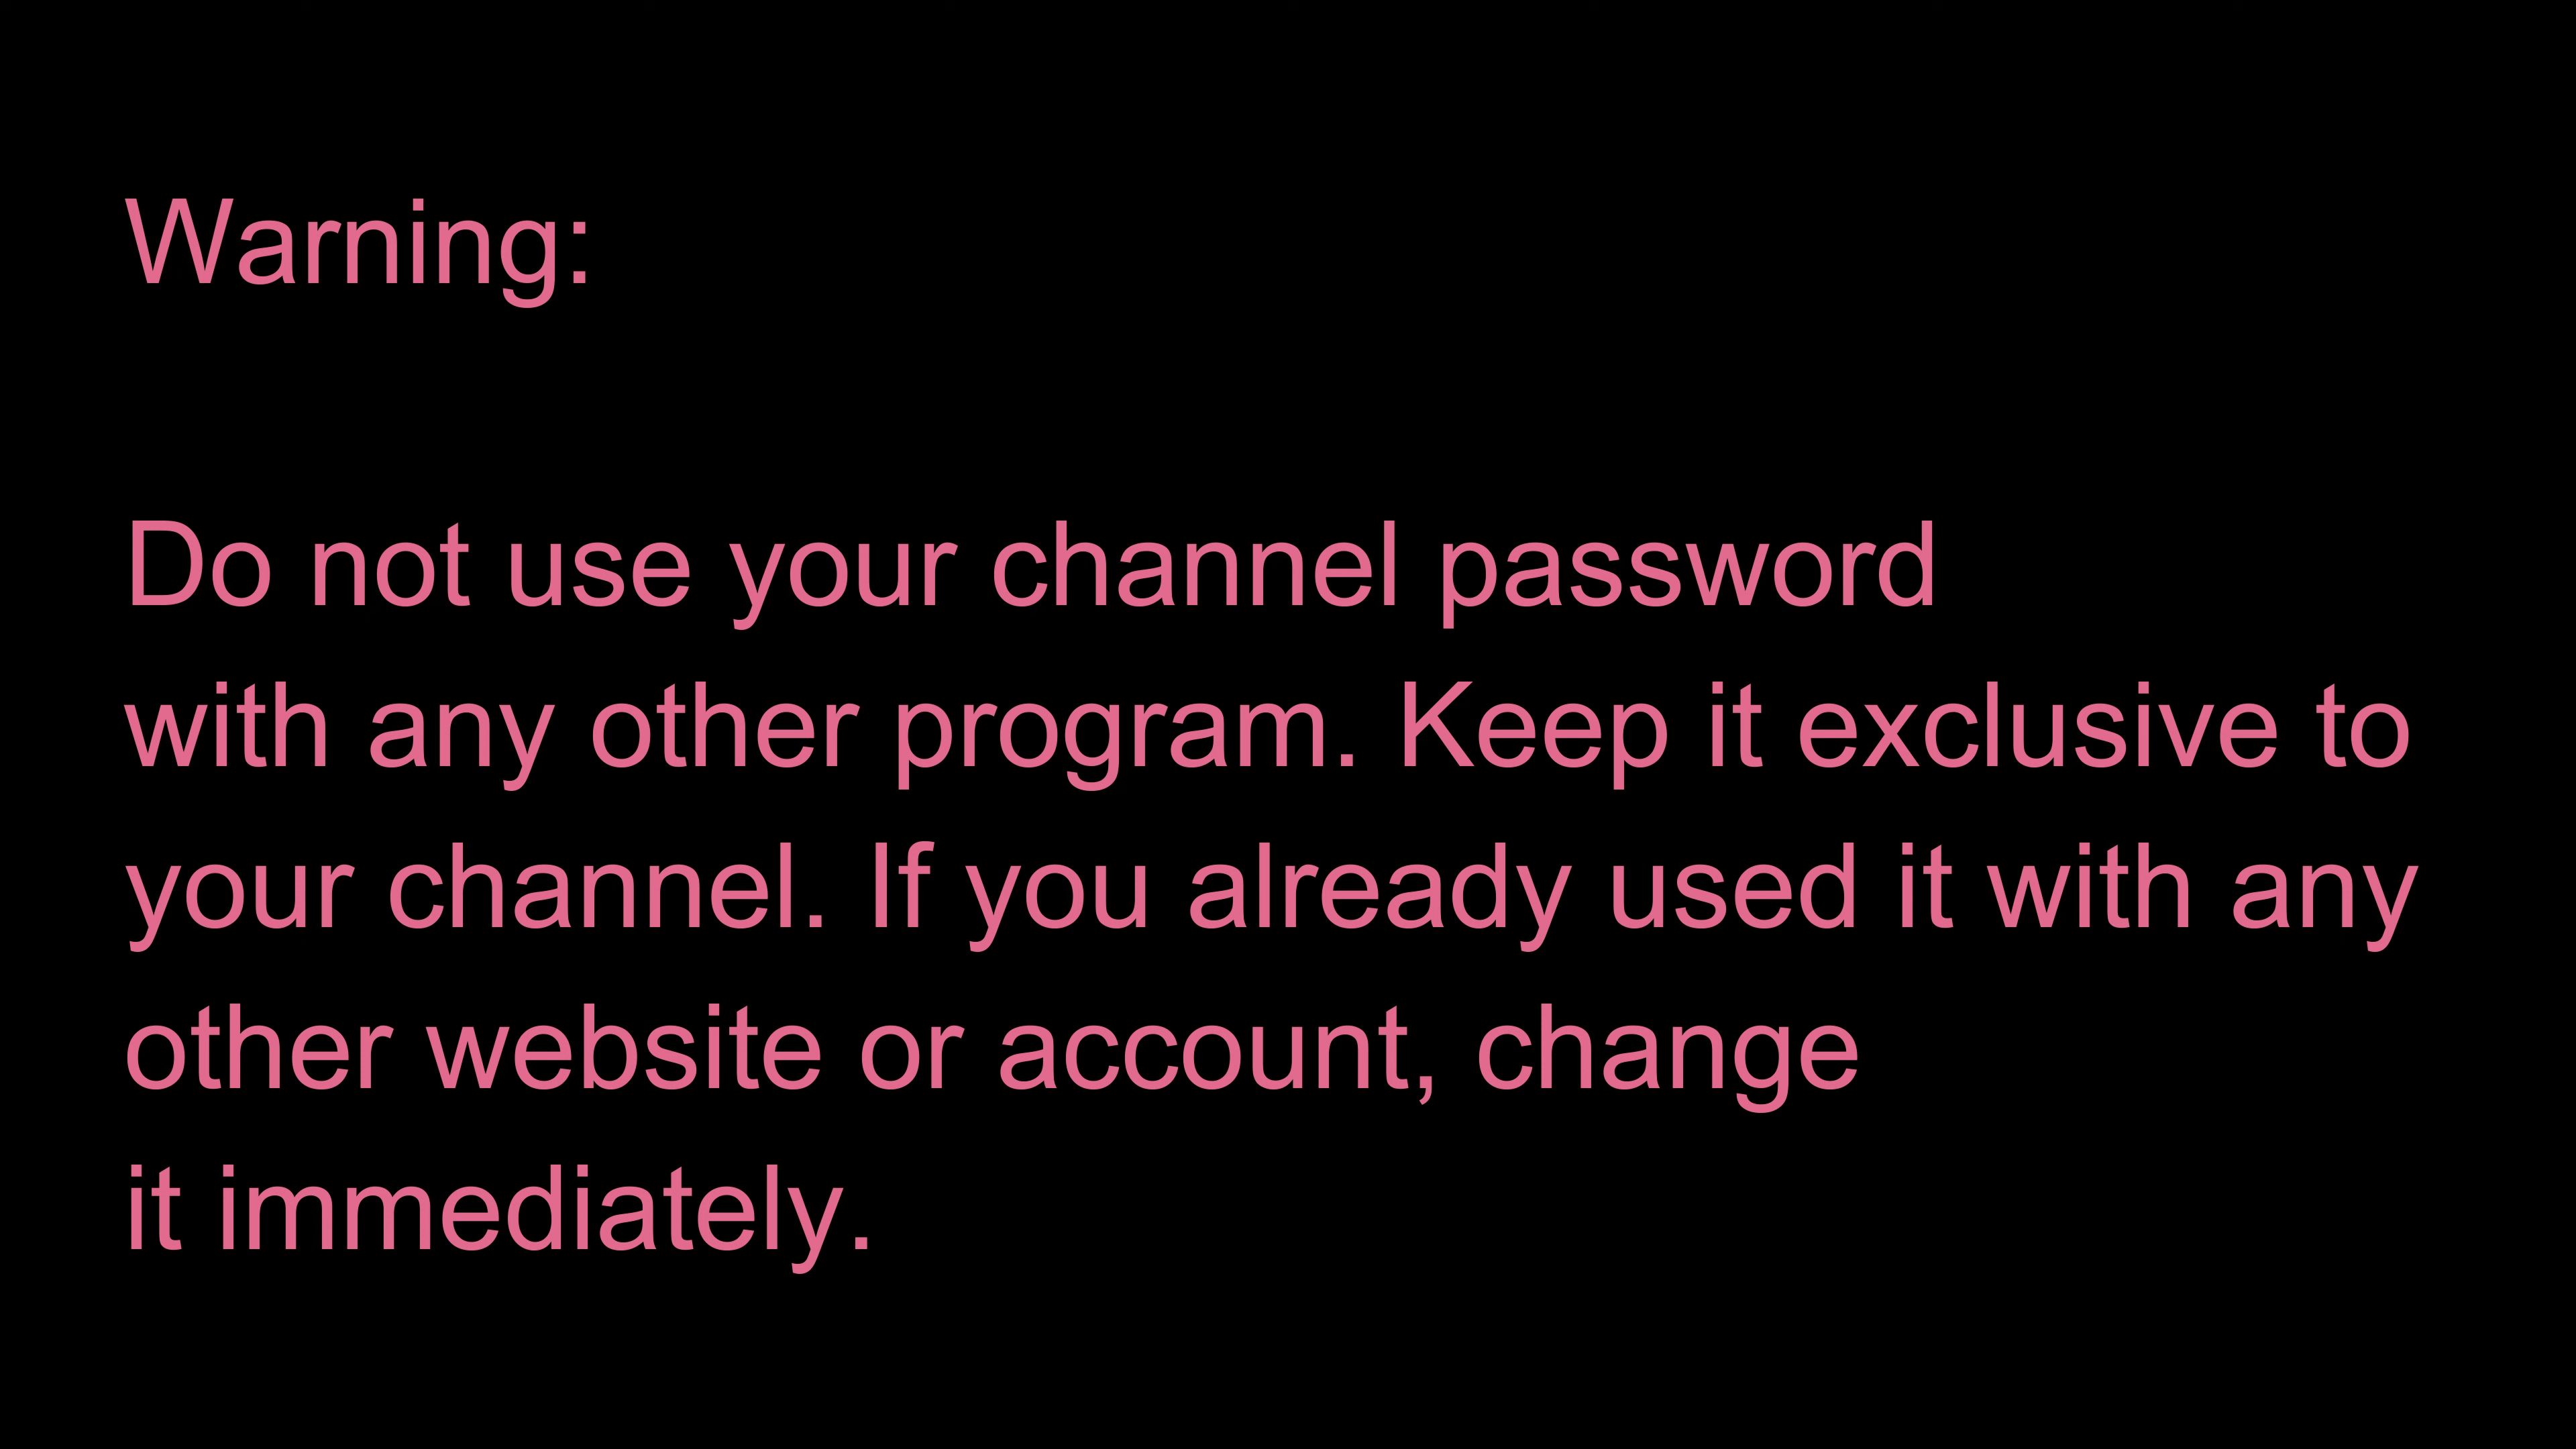 Warning:
Do not use your channel password
with any other program. Keep it exclusive to
your channel. If you already used it with any
other website or account, change
it immediately.